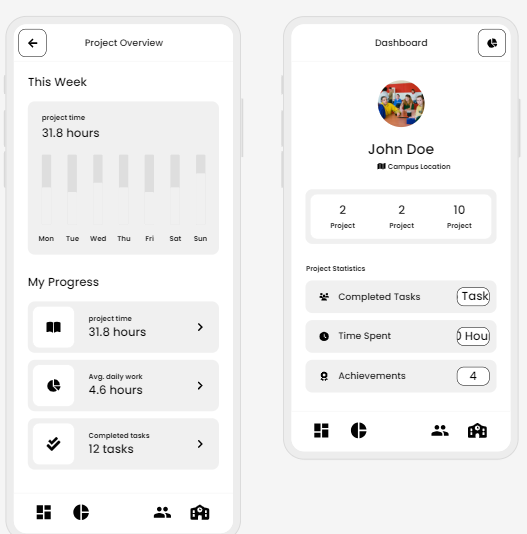 Project Overview
This Week
project time
31.8 hours
Mon Tue Wed Thu Fri Sat Sun
My Progress
project time
31.8 hours
Avg. daily work
4.6 hours
Completed tasks
12 tasks
Dashboard
John Doe
Campus Location
2 2 10
Project Project Project
Project Statistics
Completed Tasks Task
Time Spent Hou
Achievements 4